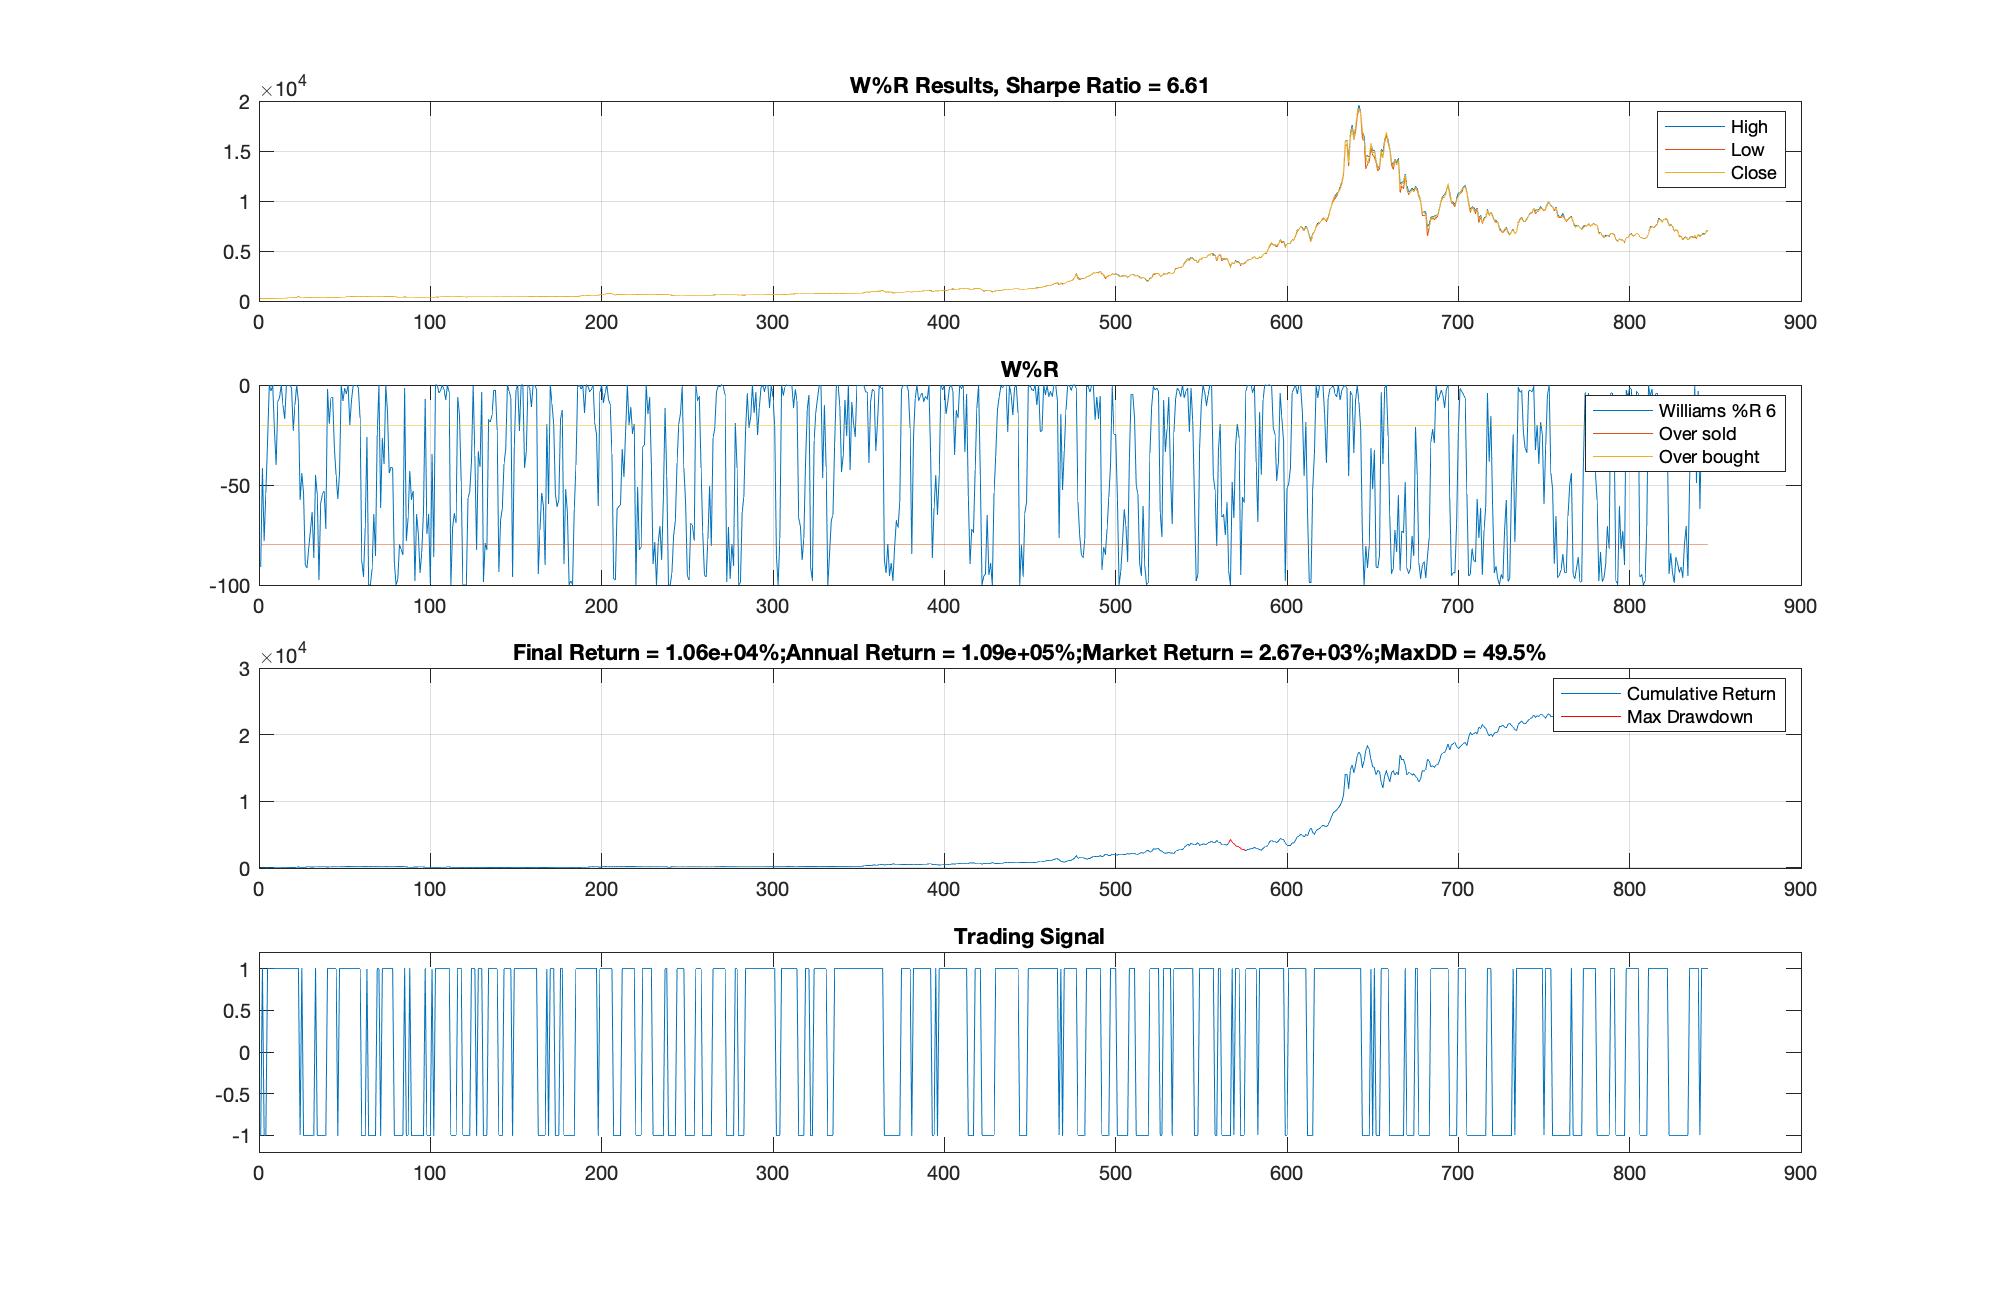 W%R Results, Sharpe Ratio = 6.61
×10⁴
2
1.5
1
0.5
0
0 100 200 300 400 500 600 700 800 900
High
Low
Close
W%R
0
-50
-100
0 100 200 300 400 500 600 700 800 900
Williams %R 6
Over sold
Over bought
Final Return = 1.06e+04%;Annual Return = 1.09e+05%;Market Return = 2.67e+03%;MaxDD = 49.5%
×10⁴
3
2
1
0
0 100 200 300 400 500 600 700 800 900
Cumulative Return
Max Drawdown
Trading Signal
1
0.5
0
-0.5
-1
0 100 200 300 400 500 600 700 800 900